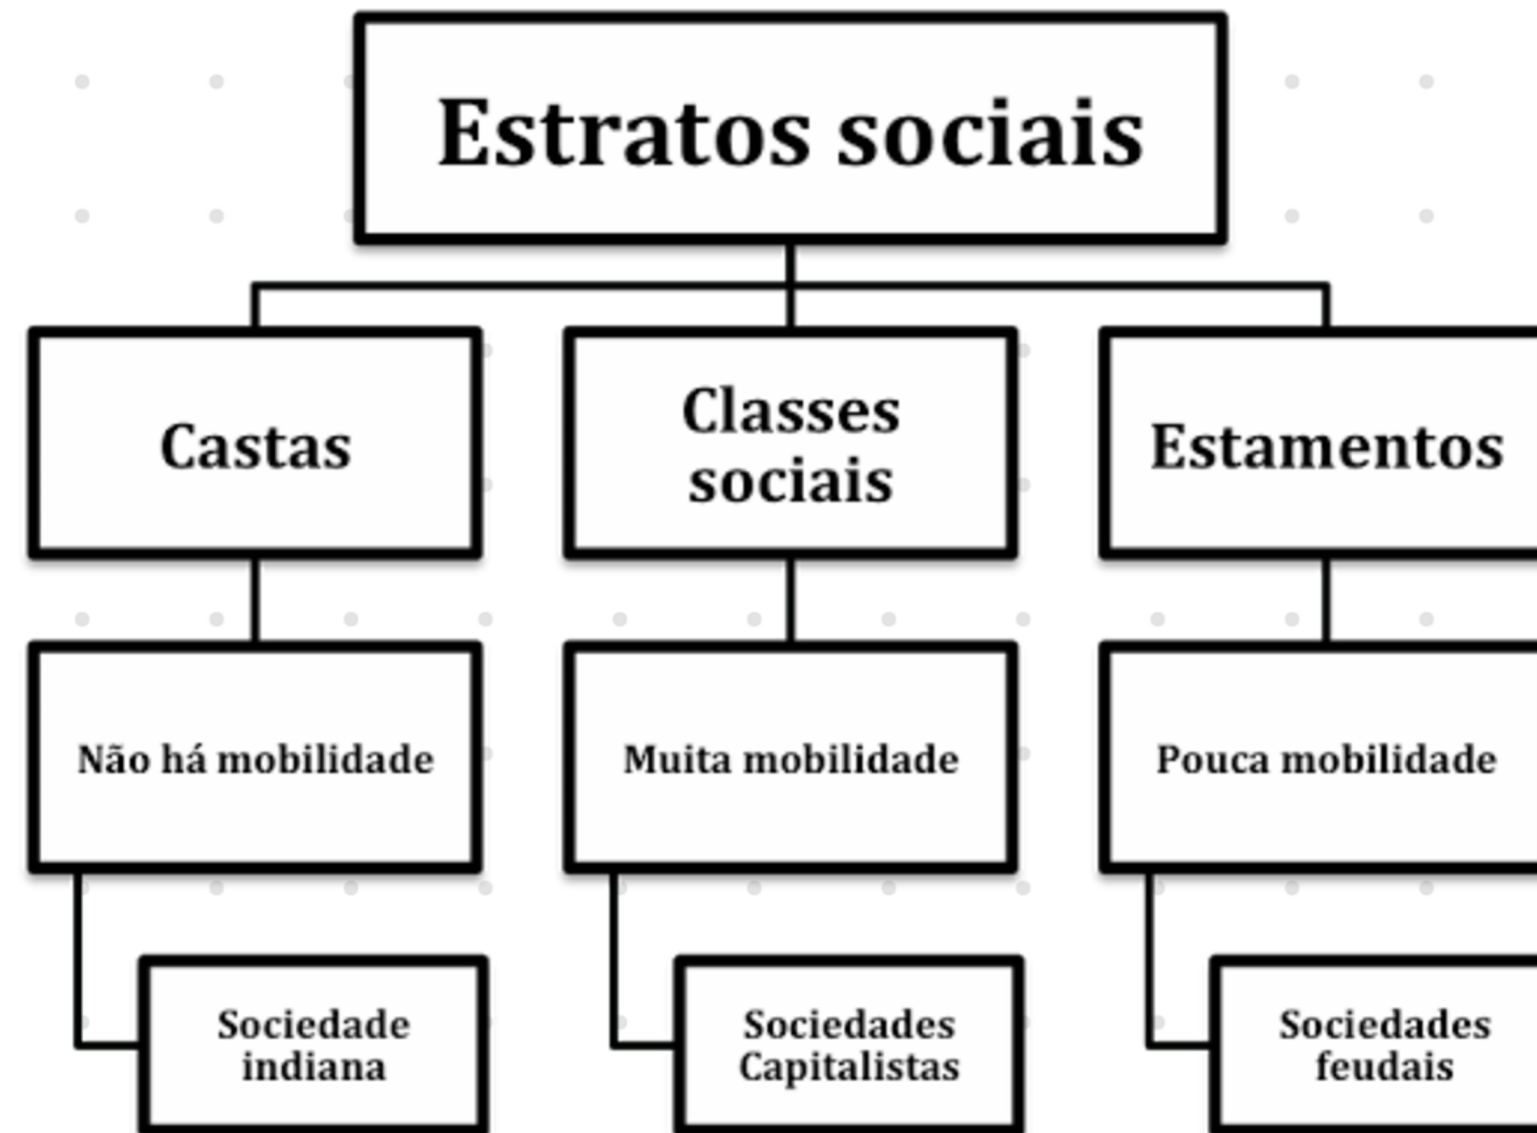 Estratos sociais
Castas
Classes
sociais
Estamentos
Não há mobilidade
Muita mobilidade
Pouca mobilidade
Sociedade
indiana
Sociedades
Capitalistas
Sociedades
feudais